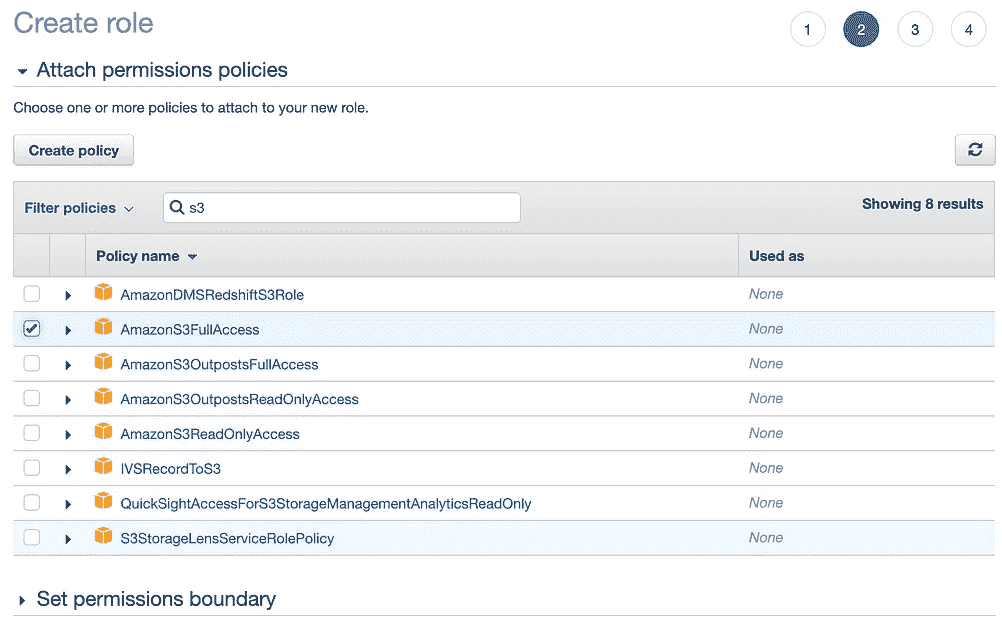 Create role
1 2 3 4
Attach permissions policies
Choose one or more policies to attach to your new role.
Create policy
Filter policies s3 Showing 8 results
Policy name Used as
AmazonDMSRedshiftS3Role None
AmazonS3FullAccess None
AmazonS3OutpostsFullAccess None
AmazonS3OutpostsReadOnlyAccess None
AmazonS3ReadOnlyAccess None
IVSRecordToS3 None
QuickSightAccessForS3StorageManagementAnalyticsReadOnly None
S3StorageLensServiceRolePolicy None
Set permissions boundary